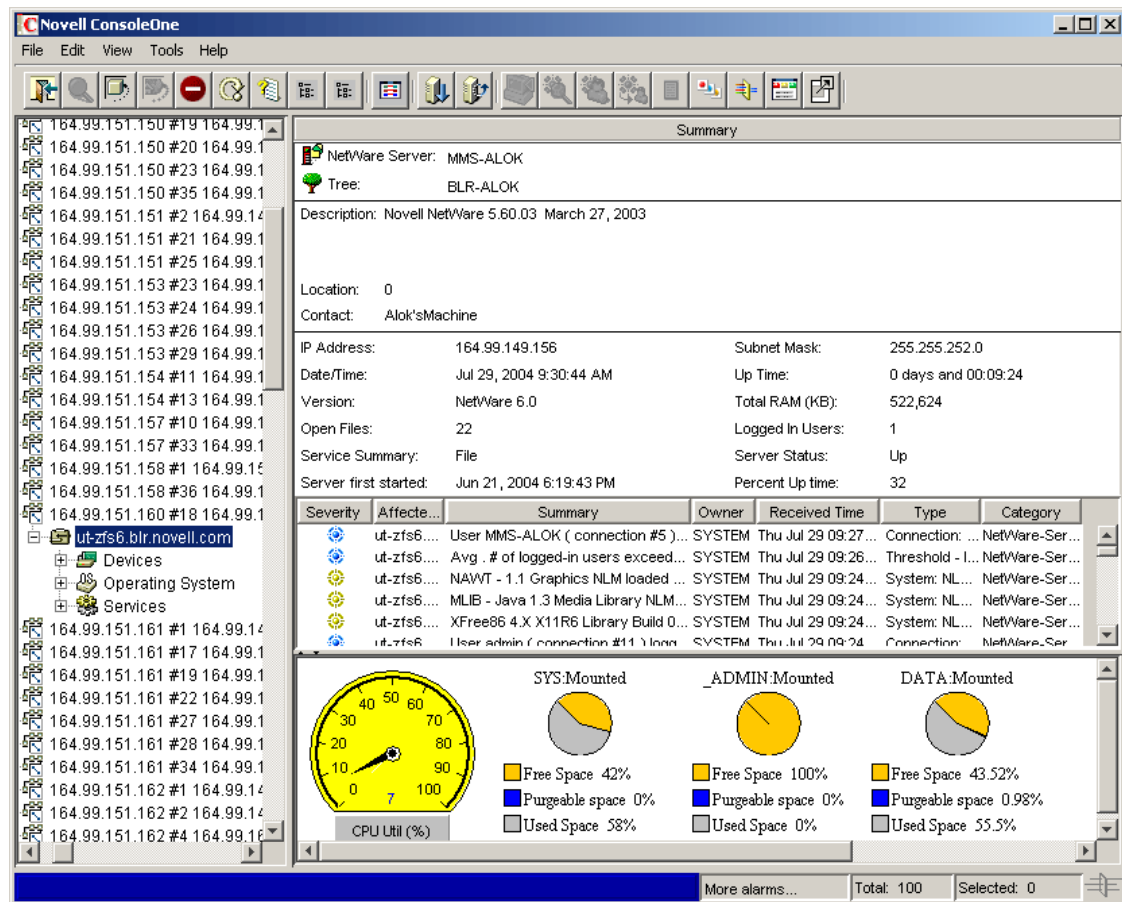 Novell ConsoleOne
File Edit View Tools Help
164.99.151.150 #19 164.99.1
164.99.151.150 #20 164.99.1
164.99.151.150 #23 164.99.1
164.99.151.150 #35 164.99.1
164.99.151.151 #2 164.99.14
164.99.151.151 #21 164.99.1
164.99.151.151 #25 164.99.1
164.99.151.153 #23 164.99.1
164.99.151.153 #24 164.99.1
164.99.151.153 #26 164.99.1
164.99.151.153 #29 164.99.1
164.99.151.154 #11 164.99.1
164.99.151.154 #13 164.99.1
164.99.151.157 #10 164.99.1
164.99.151.157 #33 164.99.1
164.99.151.158 #1 164.99.15
164.99.151.158 #36 164.99.1
164.99.151.160 #18 164.99.1
ut-zfs6.blr.novell.com
Devices
Operating System
Services
164.99.151.161 #1 164.99.14
164.99.151.161 #17 164.99.1
164.99.151.161 #19 164.99.1
164.99.151.161 #22 164.99.1
164.99.151.161 #27 164.99.1
164.99.151.161 #28 164.99.1
164.99.151.161 #34 164.99.1
164.99.151.162 #1 164.99.14
164.99.151.162 #2 164.99.14
164.99.151.162 #4 164.99.16
Summary
NetWare Server: MMS-ALOK
Tree: BLR-ALOK
Description: Novell NetWare 5.60.03 March 27, 2003
Location: 0
Contact: Alok'sMachine
IP Address: 164.99.149.156 Subnet Mask: 255.255.252.0
Date/Time: Jul 29, 2004 9:30:44 AM Up Time: 0 days and 00:09:24
Version: NetWare 6.0 Total RAM (KB): 522,624
Open Files: 22 Logged In Users: 1
Service Summary: File Server Status: Up
Server first started: Jun 21, 2004 6:19:43 PM Percent Up time: 32
Severity Affecte... Summary Owner Received Time Type Category
ut-zfs6.... User MMS-ALOK ( connection #5 )... SYSTEM Thu Jul 29 09:27... Connection: ... NetWare-Ser...
ut-zfs6.... Avg . # of logged-in users exceed... SYSTEM Thu Jul 29 09:26... Threshold - I... NetWare-Ser...
ut-zfs6.... NAWT - 1.1 Graphics NLM loaded ... SYSTEM Thu Jul 29 09:24... System: NL... NetWare-Ser...
ut-zfs6.... MLIB - Java 1.3 Media Library NLM... SYSTEM Thu Jul 29 09:24... System: NL... NetWare-Ser...
ut-zfs6.... XFree86 4.X X11R6 Library Build 0... SYSTEM Thu Jul 29 09:24... System: NL... NetWare-Ser...
ut-zfs6.... User admin ( connection #11 ) logg... SYSTEM Thu Jul 29 09:24... Connection: ... NetWare-Ser...
0 10 20 30 40 50 60 70 80 90 100
7
CPU Util (%)
SYS:Mounted
Free Space 42%
Purgeable space 0%
Used Space 58%
_ADMIN:Mounted
Free Space 100%
Purgeable space 0%
Used Space 0%
DATA:Mounted
Free Space 43.52%
Purgeable space 0.98%
Used Space 55.5%
More alarms... Total: 100 Selected: 0